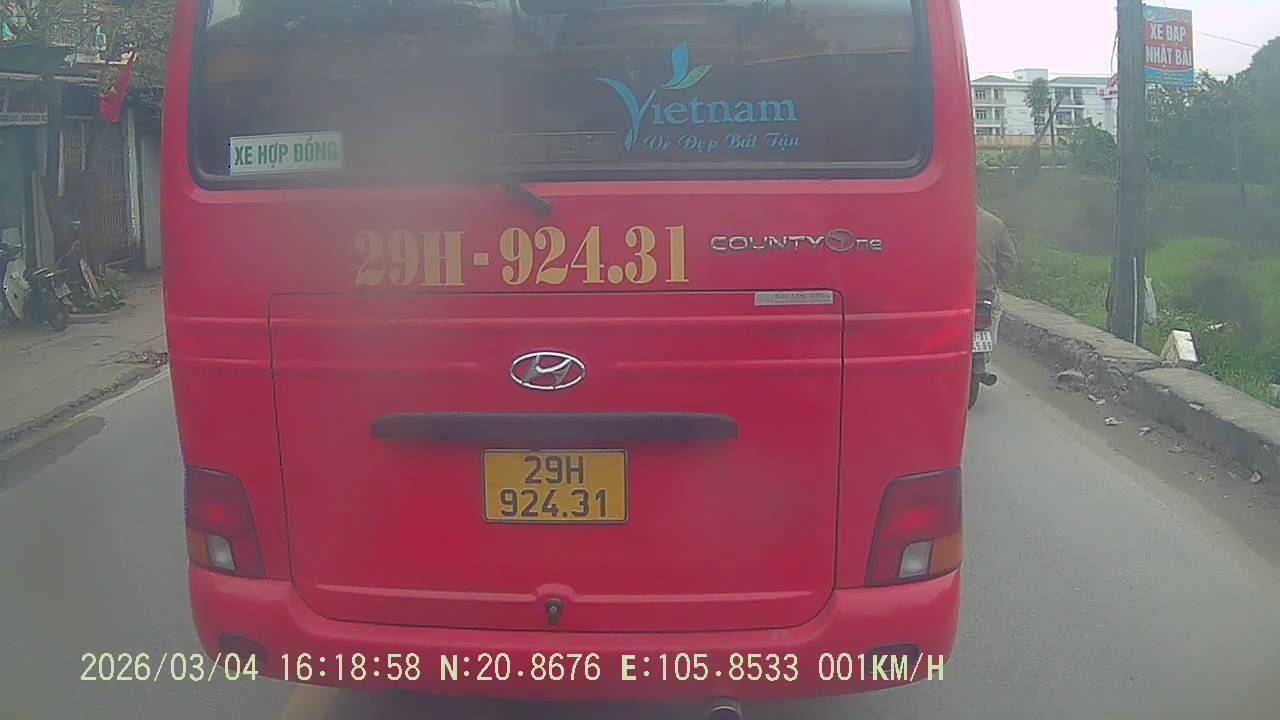 XE ĐẠP
NHẬT BÃI
Vietnam
Vẻ Đẹp Bất Tận
XE HỢP ĐỒNG
29H-924.31
COUNTY One
29H
924.31
2026/03/04 16:18:58 N:20.8676 E:105.8533 001KM/H